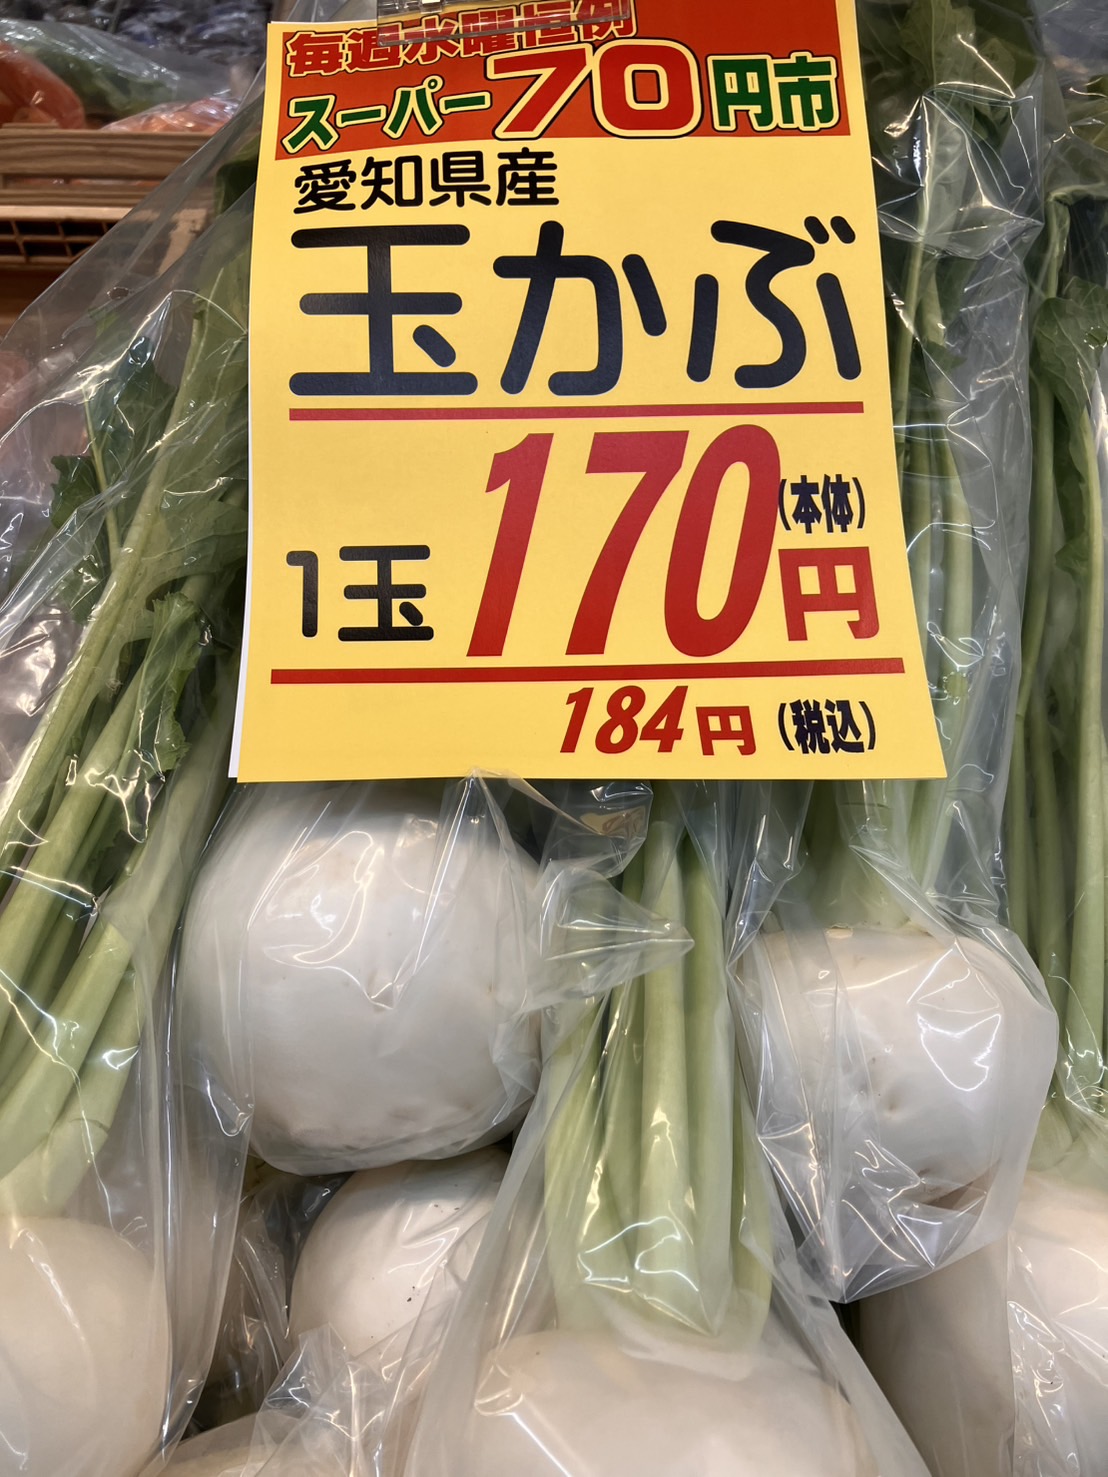 毎週水曜恒例
スーパー70円市
愛知県産
玉かぶ
1玉 170円(本体)
184円(税込)